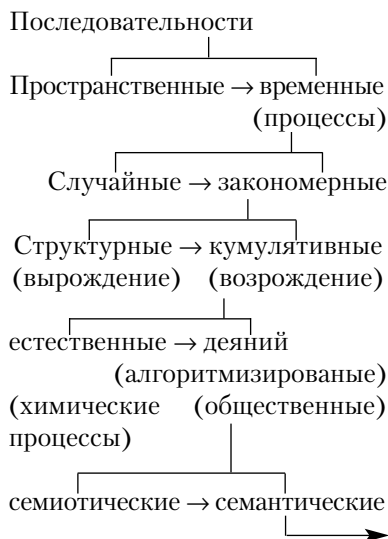 Последовательности
Пространственные → временные
(процессы)
Случайные → закономерные
Структурные → кумулятивные
(вырождение) (возрождение)
естественные → деяний
(алгоритмизированые)
(химические (общественные)
процессы)
семиотические → семантические